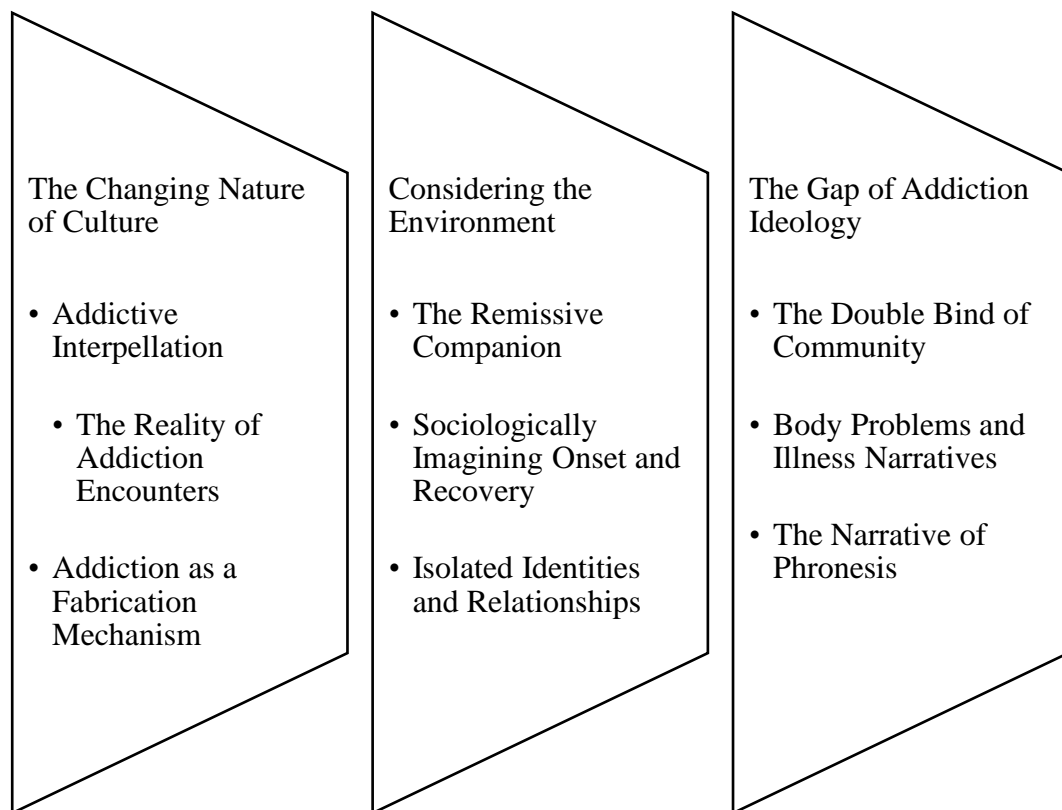 The Changing Nature
of Culture
• Addictive
Interpellation
• The Reality of
Addiction
Encounters
• Addiction as a
Fabrication
Mechanism
Considering the
Environment
• The Remissive
Companion
• Sociologically
Imagining Onset and
Recovery
• Isolated Identities
and Relationships
The Gap of Addiction
Ideology
• The Double Bind of
Community
• Body Problems and
Illness Narratives
• The Narrative of
Phronesis